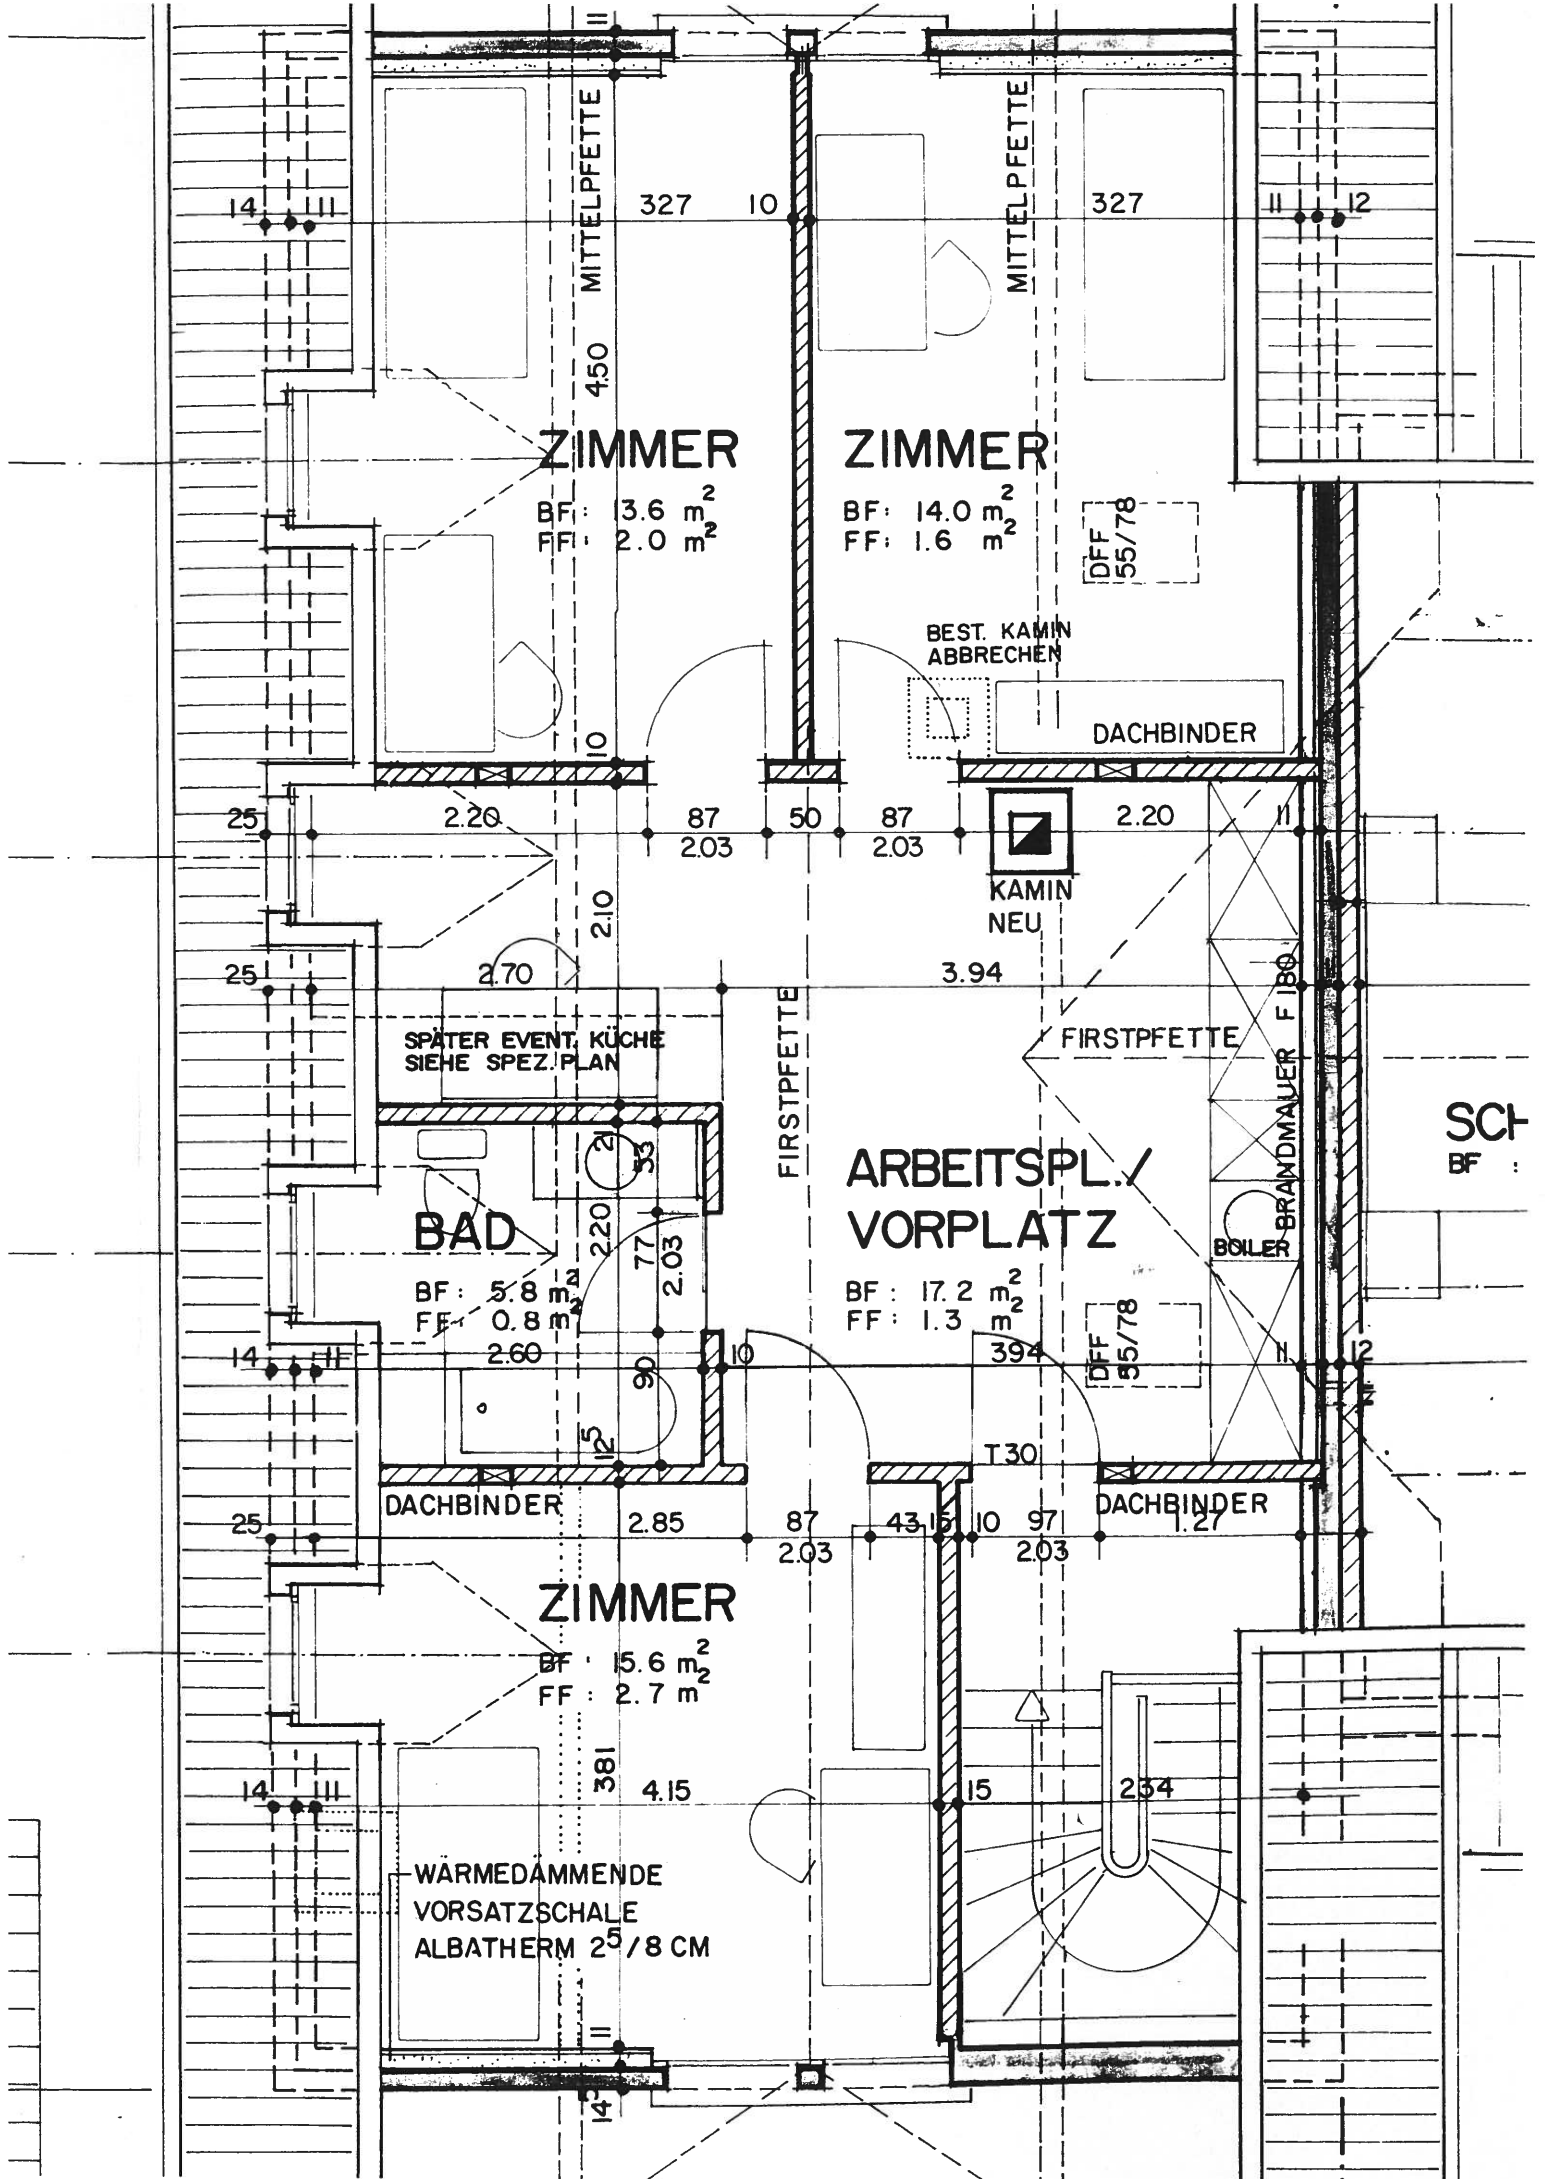 11
MITTELPFETTE
MITTELPFETTE
14
11
327
10
327
11
12
4.50
ZIMMER
BF: 13.6 m²
FF: 2.0 m²
ZIMMER
BF: 14.0 m²
FF: 1.6 m²
DFF
55/78
BEST. KAMIN
ABBRECHEN
10
DACHBINDER
25
2.20
87
2.03
50
87
2.03
2.20
11
KAMIN
NEU
2.10
25
2.70
3.94
SPÄTER EVENT. KÜCHE
SIEHE SPEZ. PLAN
FIRSTPFETTE
FIRSTPFETTE
BRANDMAUER F 180
21
53
SCH
BF :
ARBEITSPL./
VORPLATZ
BF: 17.2 m²
FF: 1.3 m²
BAD
BF: 5.8 m²
FF: 0.8 m²
2.20
77
2.03
BOILER
DFF
55/78
14
11
2.60
10
394
11
12
90
12⁵
T30
DACHBINDER
DACHBINDER
25
2.85
87
2.03
43
15
10
97
2.03
1.27
ZIMMER
BF: 15.6 m²
FF: 2.7 m²
381
14
11
4.15
15
234
WÄRMEDÄMMENDE
VORSATZSCHALE
ALBATHERM 2⁵/8 CM
11
14⁵